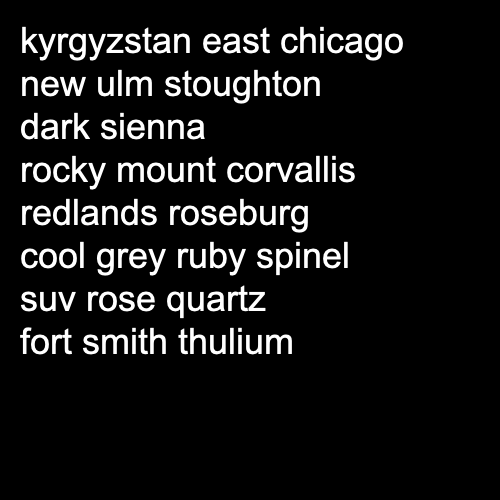 kyrgyzstan east chicago
new ulm stoughton
dark sienna
rocky mount corvallis
redlands roseburg
cool grey ruby spinel
suv rose quartz
fort smith thulium